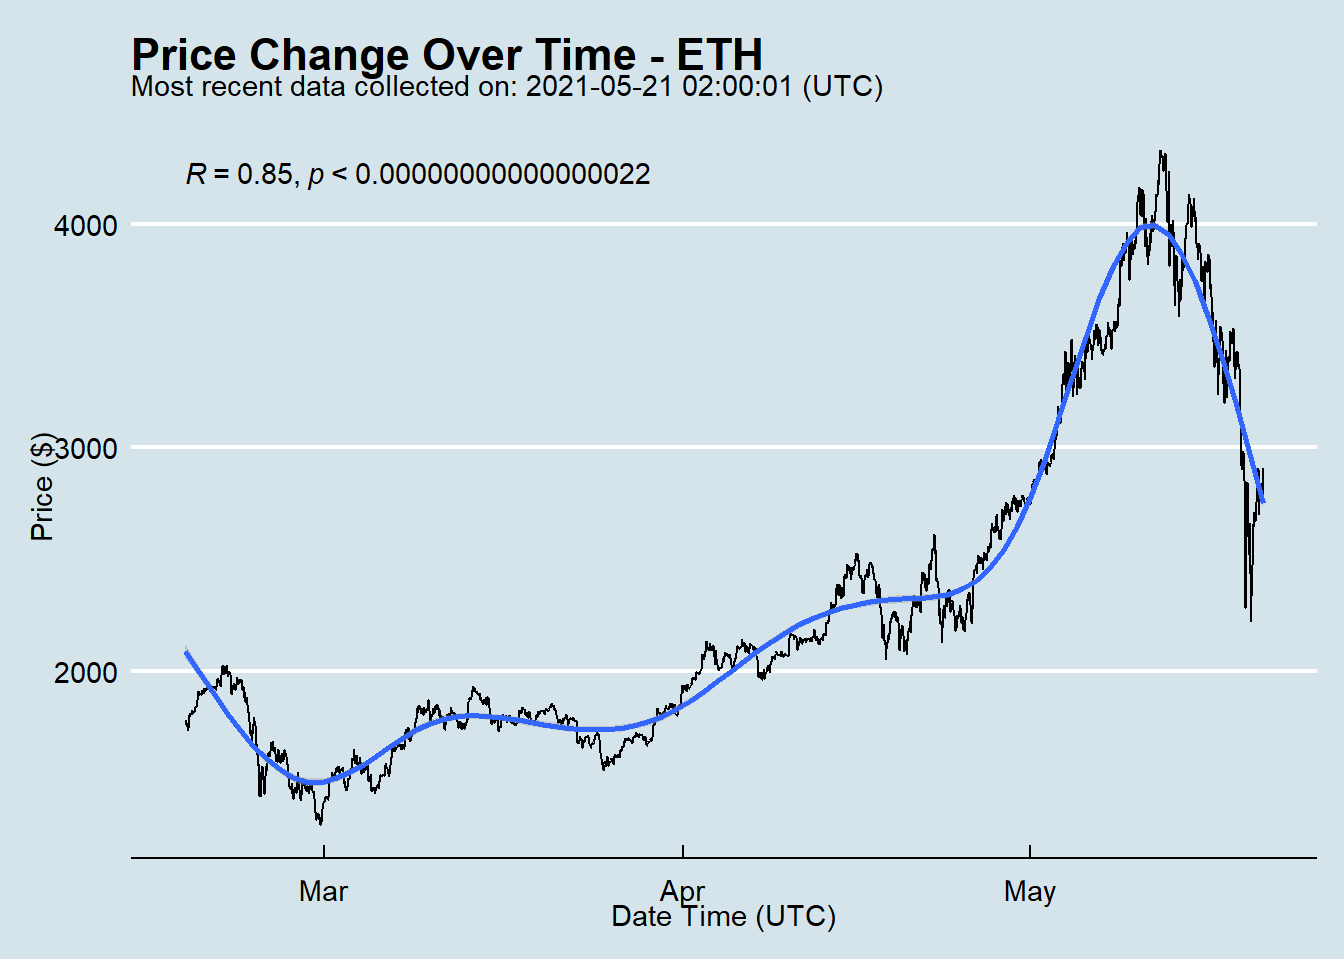 Price Change Over Time - ETH
Most recent data collected on: 2021-05-21 02:00:01 (UTC)
R = 0.85, p < 0.00000000000000022
4000
3000
2000
Price ($)
Mar
Apr
May
Date Time (UTC)